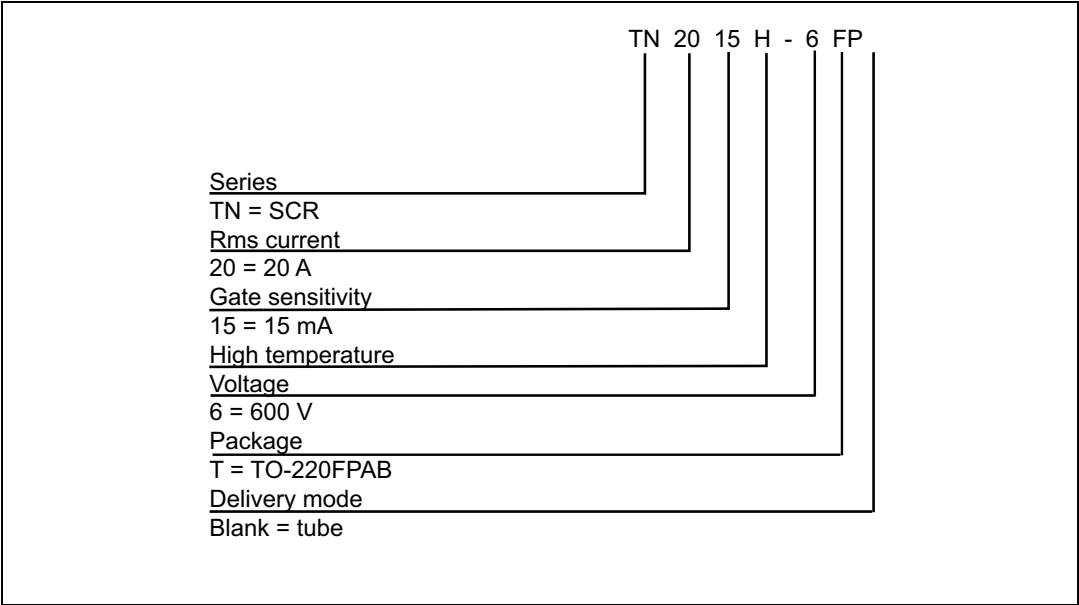 TN 20 15 H - 6 FP
Series
TN = SCR
Rms current
20 = 20 A
Gate sensitivity
15 = 15 mA
High temperature
Voltage
6 = 600 V
Package
T = TO-220FPAB
Delivery mode
Blank = tube